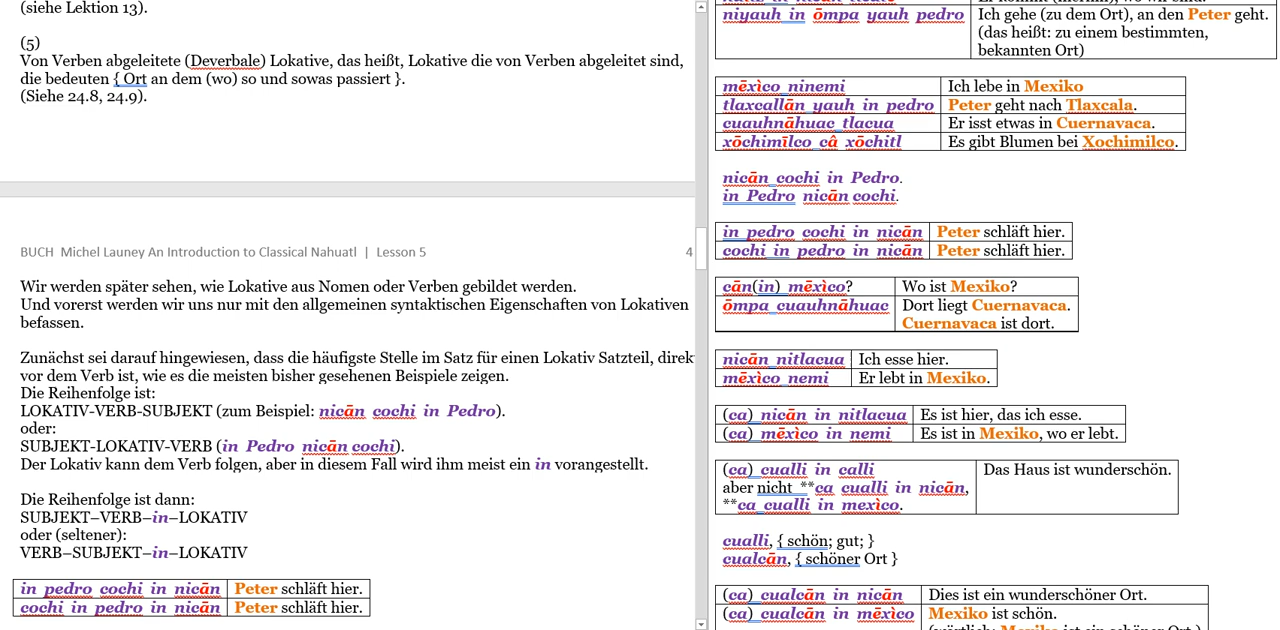 (siehe Lektion 13).
(5)
Von Verben abgeleitete (Deverbale) Lokative, das heißt, Lokative die von Verben abgeleitet sind,
die bedeuten { Ort an dem (wo) so und sowas passiert }.
(Siehe 24.8, 24.9).
BUCH Michel Launey An Introduction to Classical Nahuatl | Lesson 5 4
Wir werden später sehen, wie Lokative aus Nomen oder Verben gebildet werden.
Und vorerst werden wir uns nur mit den allgemeinen syntaktischen Eigenschaften von Lokativen
befassen.
Zunächst sei darauf hingewiesen, dass die häufigste Stelle im Satz für einen Lokativ Satzteil, direk
vor dem Verb ist, wie es die meisten bisher gesehenen Beispiele zeigen.
Die Reihenfolge ist:
LOKATIV-VERB-SUBJEKT (zum Beispiel: nicān cochi in Pedro).
oder:
SUBJEKT-LOKATIV-VERB (in Pedro nicān cochi).
Der Lokativ kann dem Verb folgen, aber in diesem Fall wird ihm meist ein in vorangestellt.
Die Reihenfolge ist dann:
SUBJEKT–VERB–in–LOKATIV
oder (seltener):
VERB–SUBJEKT–in–LOKATIV
in pedro cochi in nicān Peter schläft hier.
cochi in pedro in nicān Peter schläft hier.
niyauh in ōmpa yauh pedro Ich gehe (zu dem Ort), an den Peter geht.
(das heißt: zu einem bestimmten,
bekannten Ort)
mēxìco ninemi Ich lebe in Mexiko
tlaxcallān yauh in pedro Peter geht nach Tlaxcala.
cuauhnāhuac tlacua Er isst etwas in Cuernavaca.
xōchimīlco câ xōchitl Es gibt Blumen bei Xochimilco.
nicān cochi in Pedro.
in Pedro nicān cochi.
in pedro cochi in nicān Peter schläft hier.
cochi in pedro in nicān Peter schläft hier.
cān(in) mēxìco? Wo ist Mexiko?
ōmpa cuauhnāhuac Dort liegt Cuernavaca.
Cuernavaca ist dort.
nicān nitlacua Ich esse hier.
mēxìco nemi Er lebt in Mexiko.
(ca) nicān in nitlacua Es ist hier, das ich esse.
(ca) mēxìco in nemi Es ist in Mexiko, wo er lebt.
(ca) cualli in calli Das Haus ist wunderschön.
aber nicht **ca cualli in nicān,
**ca cualli in mexìco.
cualli, { schön; gut; }
cualcān, { schöner Ort }
(ca) cualcān in nicān Dies ist ein wunderschöner Ort.
(ca) cualcān in mēxìco Mexiko ist schön.